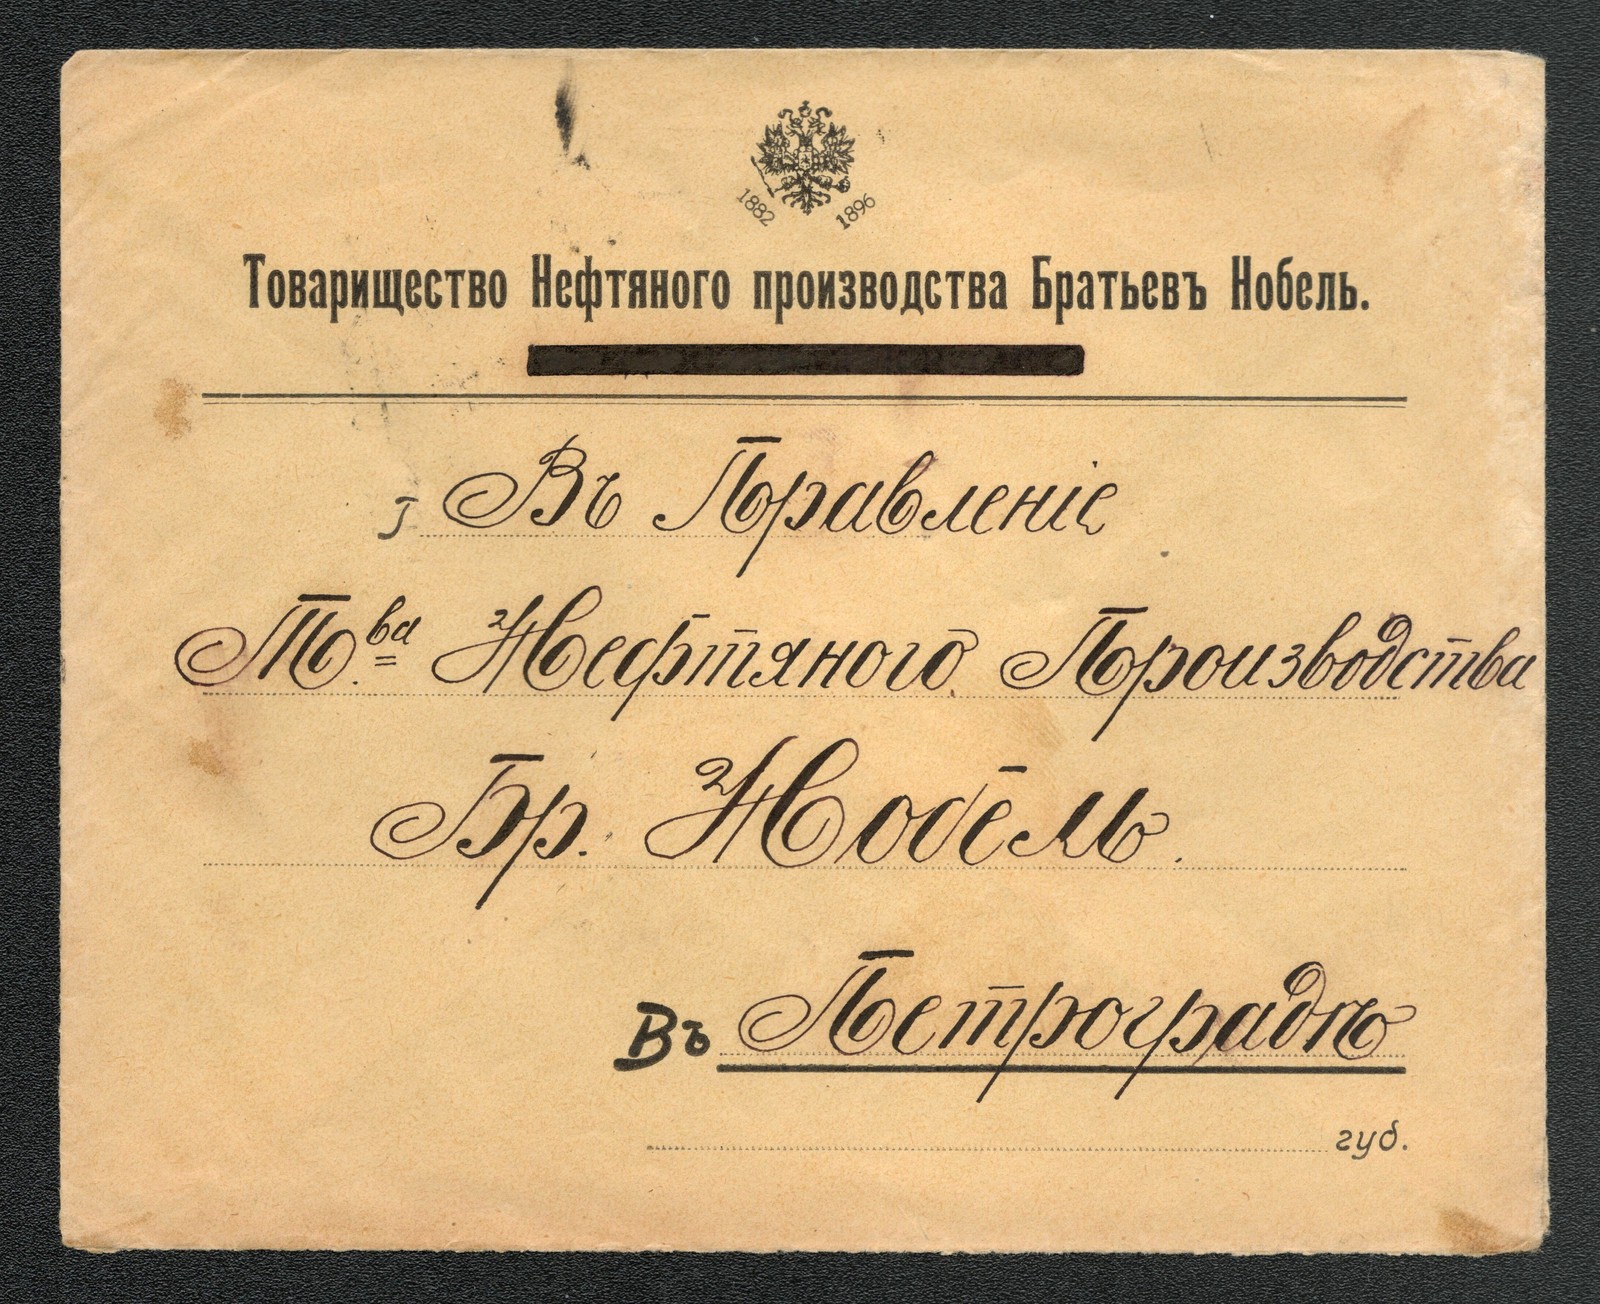 1882 1896
Товарищество Нефтяного производства Братьевъ Нобель.
Въ Правленіе
Т.ва Нефтяного Производства
Бр. Нобель.
Въ Петроградѣ
губ.